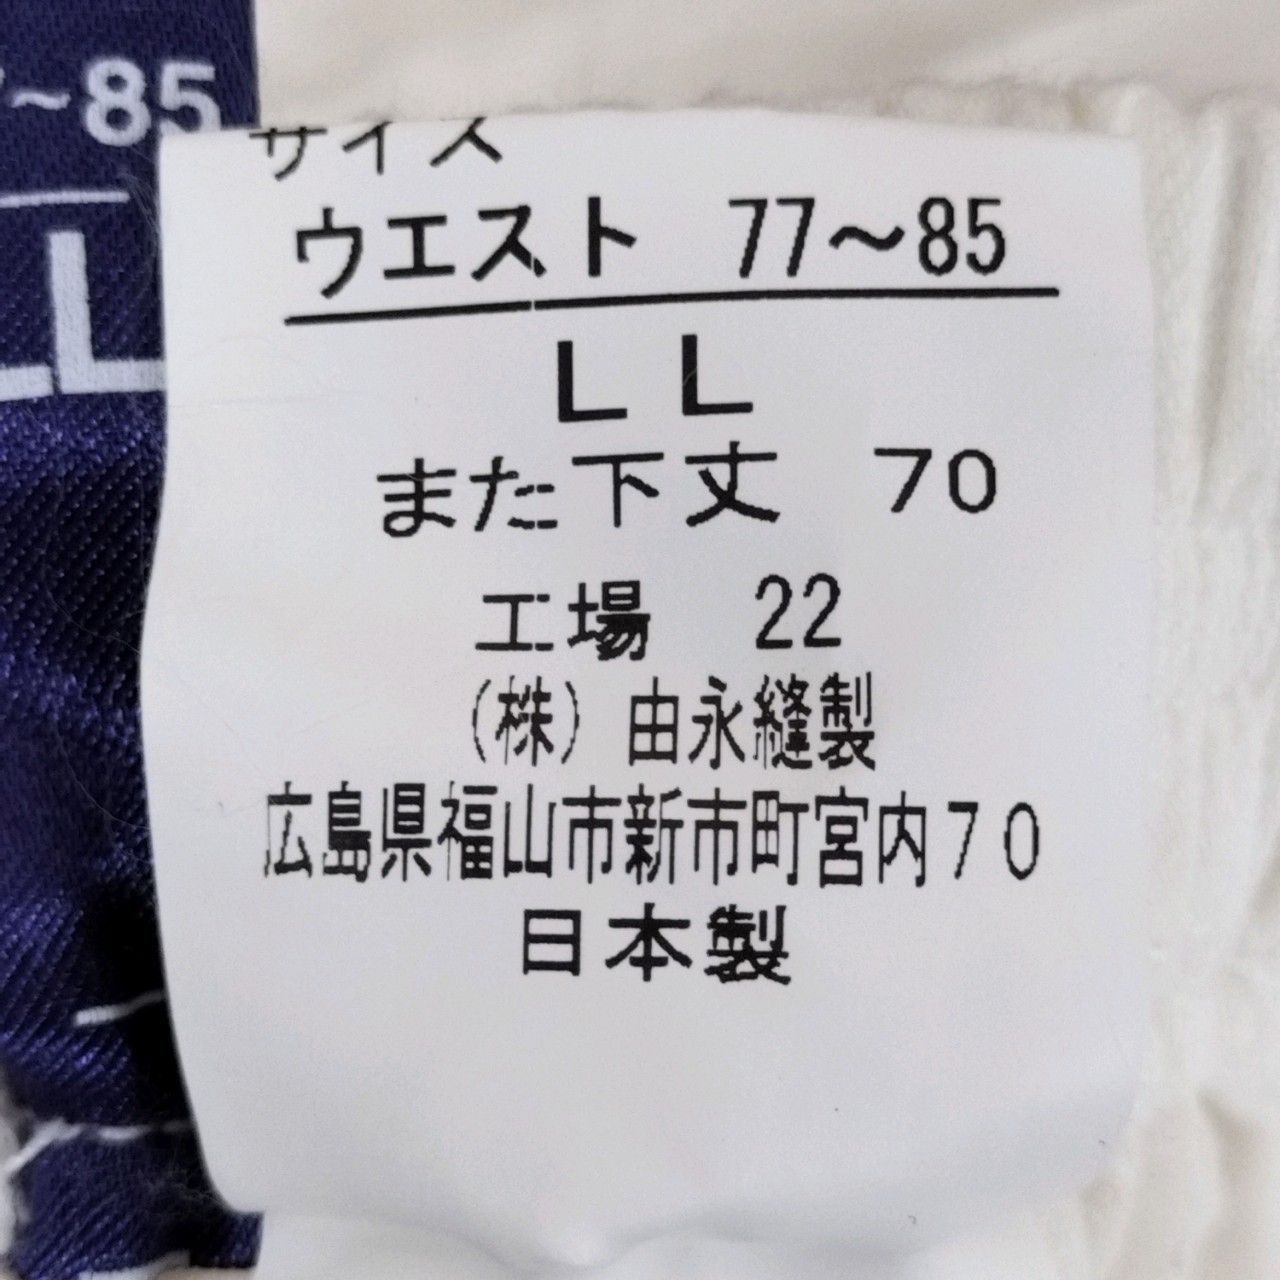 ~85
LL
サイズ
ウエスト 77～85
LL
また下丈 70
工場 22
(株) 由永縫製
広島県福山市新市町宮内70
日本製